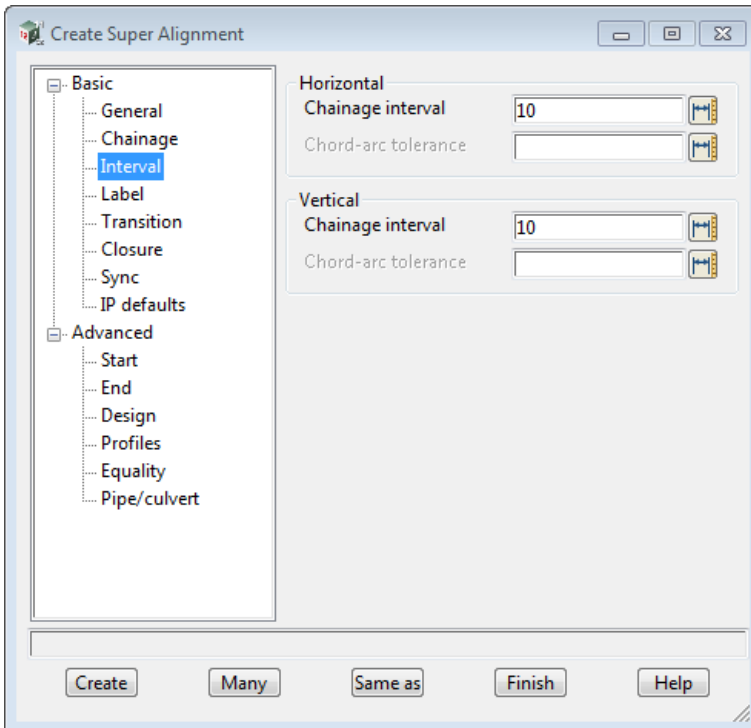 Create Super Alignment
Basic
General
Chainage
Interval
Label
Transition
Closure
Sync
IP defaults
Advanced
Start
End
Design
Profiles
Equality
Pipe/culvert
Horizontal
Chainage interval 10
Chord-arc tolerance
Vertical
Chainage interval 10
Chord-arc tolerance
Create Many Same as Finish Help